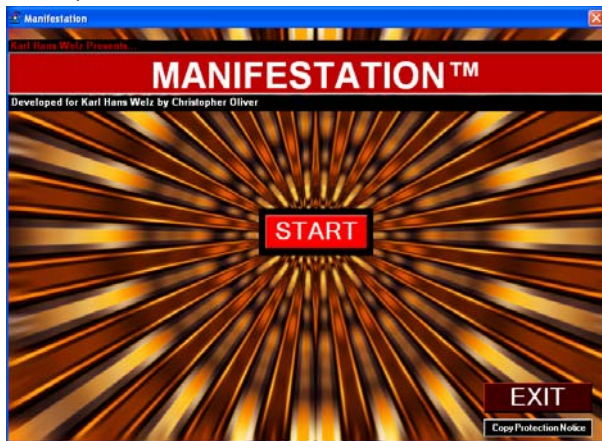 Manifestation
Karl Hans Welz Presents...
MANIFESTATION™
Developed for Karl Hans Welz by Christopher Oliver
START
EXIT
Copy Protection Notice